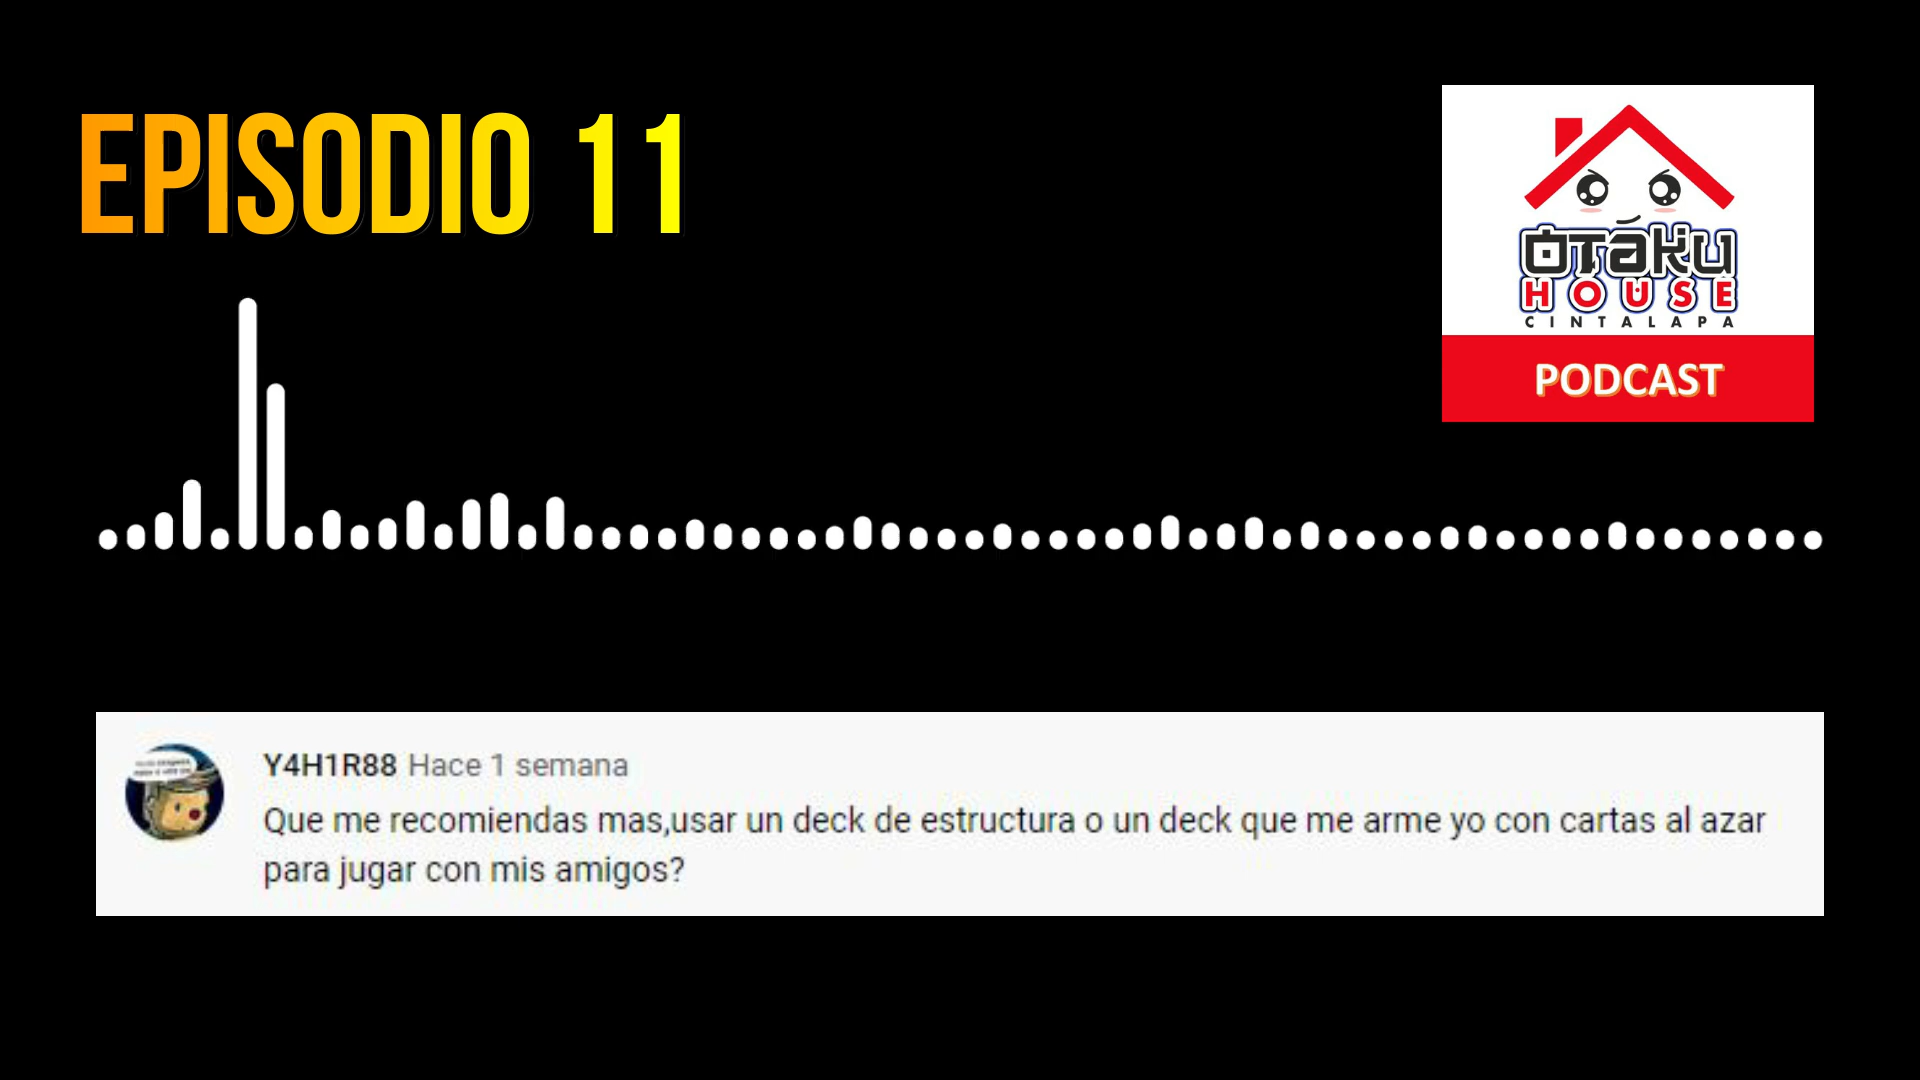 EPISODIO 11
OTAKU
HOUSE
CINTALAPA
PODCAST
Y4H1R88 Hace 1 semana
Que me recomiendas mas,usar un deck de estructura o un deck que me arme yo con cartas al azar
para jugar con mis amigos?